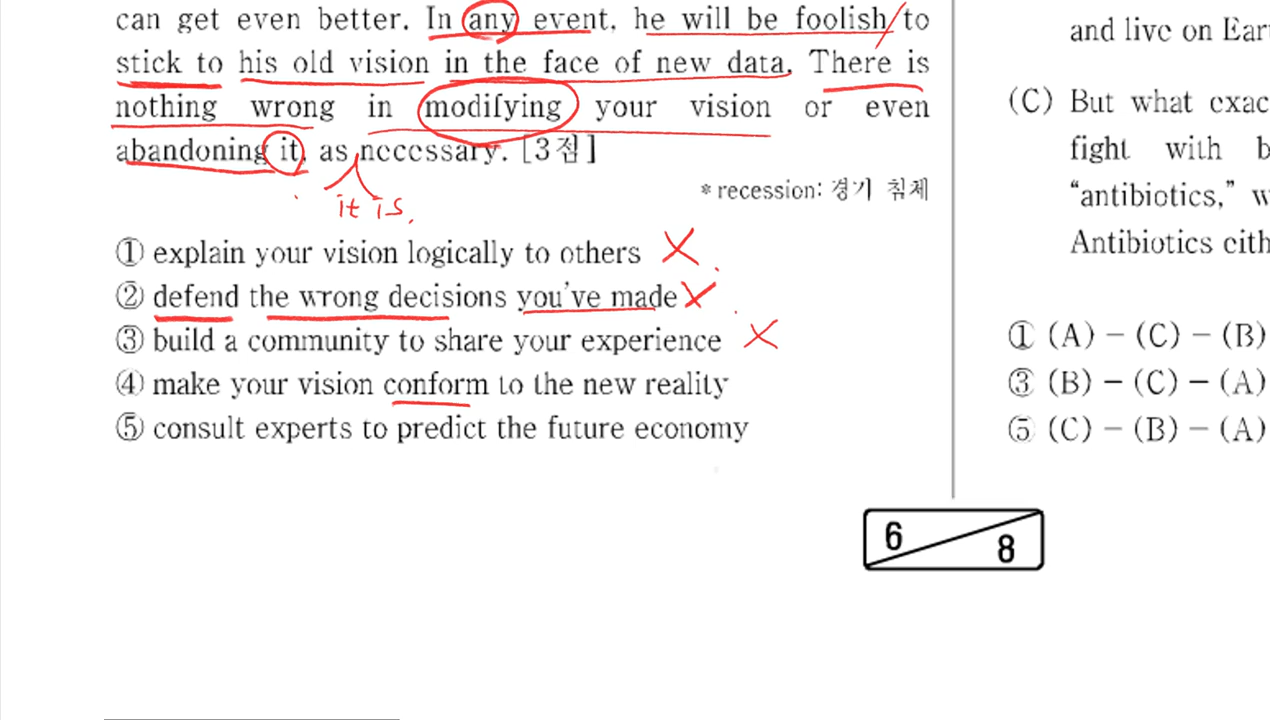 can get even better. In any event, he will be foolish to
stick to his old vision in the face of new data. There is
nothing wrong in modifying your vision or even
abandoning it, as necessary. [3점]
it is.
* recession: 경기 침체
① explain your vision logically to others X
② defend the wrong decisions you've made X
③ build a community to share your experience X
④ make your vision conform to the new reality
⑤ consult experts to predict the future economy
6 / 8
and live on Eart
(C) But what exac
fight with b
“antibiotics,” w
Antibiotics eith
① (A) - (C) - (B)
③ (B) - (C) - (A)
⑤ (C) - (B) - (A)